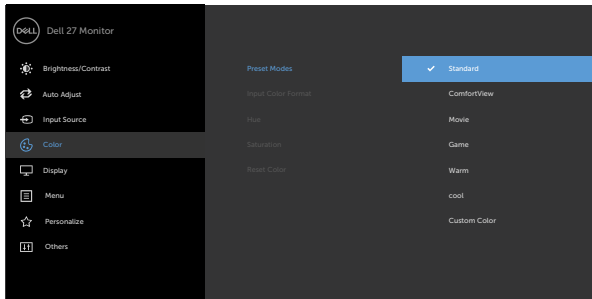 DELL
Dell 27 Monitor
Brightness/Contrast
Auto Adjust
Input Source
Color
Display
Menu
Personalize
Others
Preset Modes
Input Color Format
Hue
Saturation
Reset Color
Standard
ComfortView
Movie
Game
Warm
cool
Custom Color